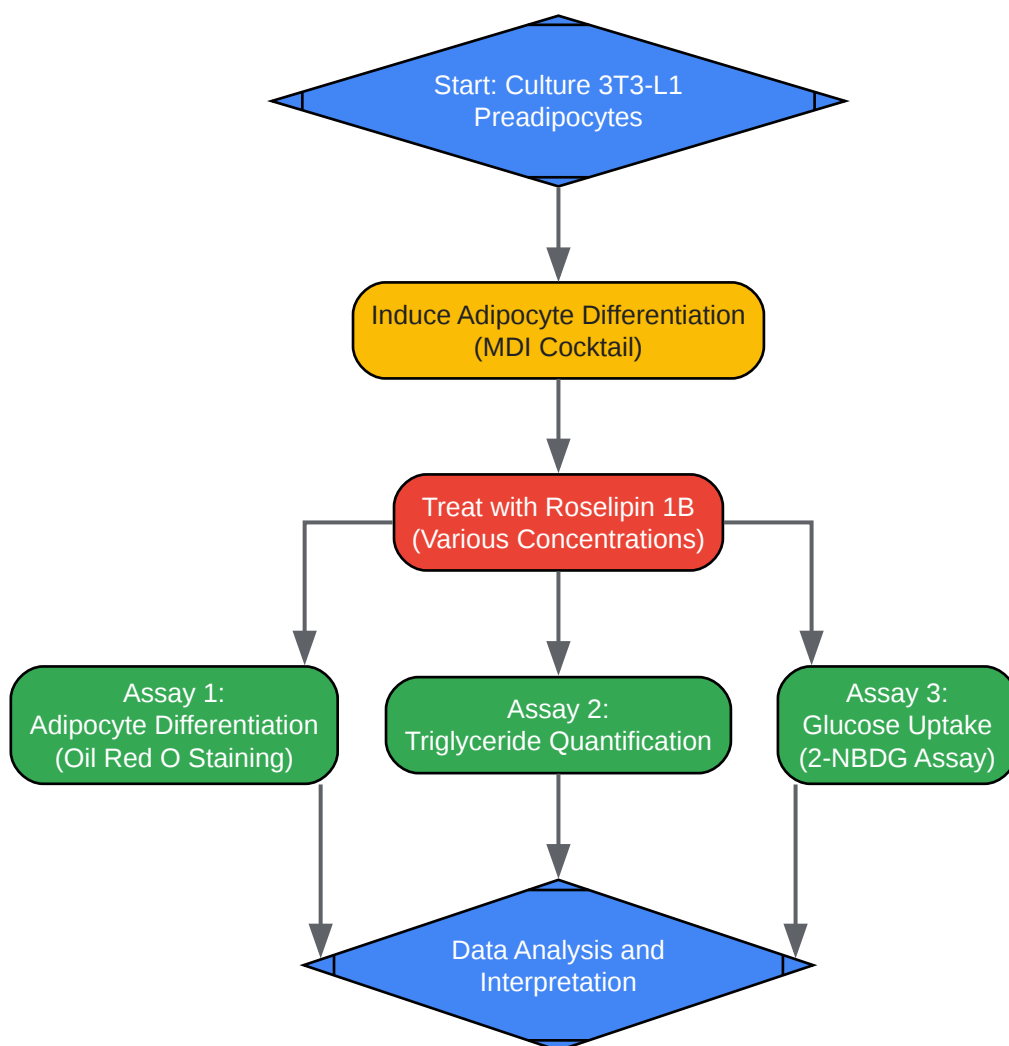 Start: Culture 3T3-L1
Preadipocytes
Induce Adipocyte Differentiation
(MDI Cocktail)
Treat with Roselipin 1B
(Various Concentrations)
Assay 1:
Adipocyte Differentiation
(Oil Red O Staining)
Assay 2:
Triglyceride Quantification
Assay 3:
Glucose Uptake
(2-NBDG Assay)
Data Analysis and
Interpretation